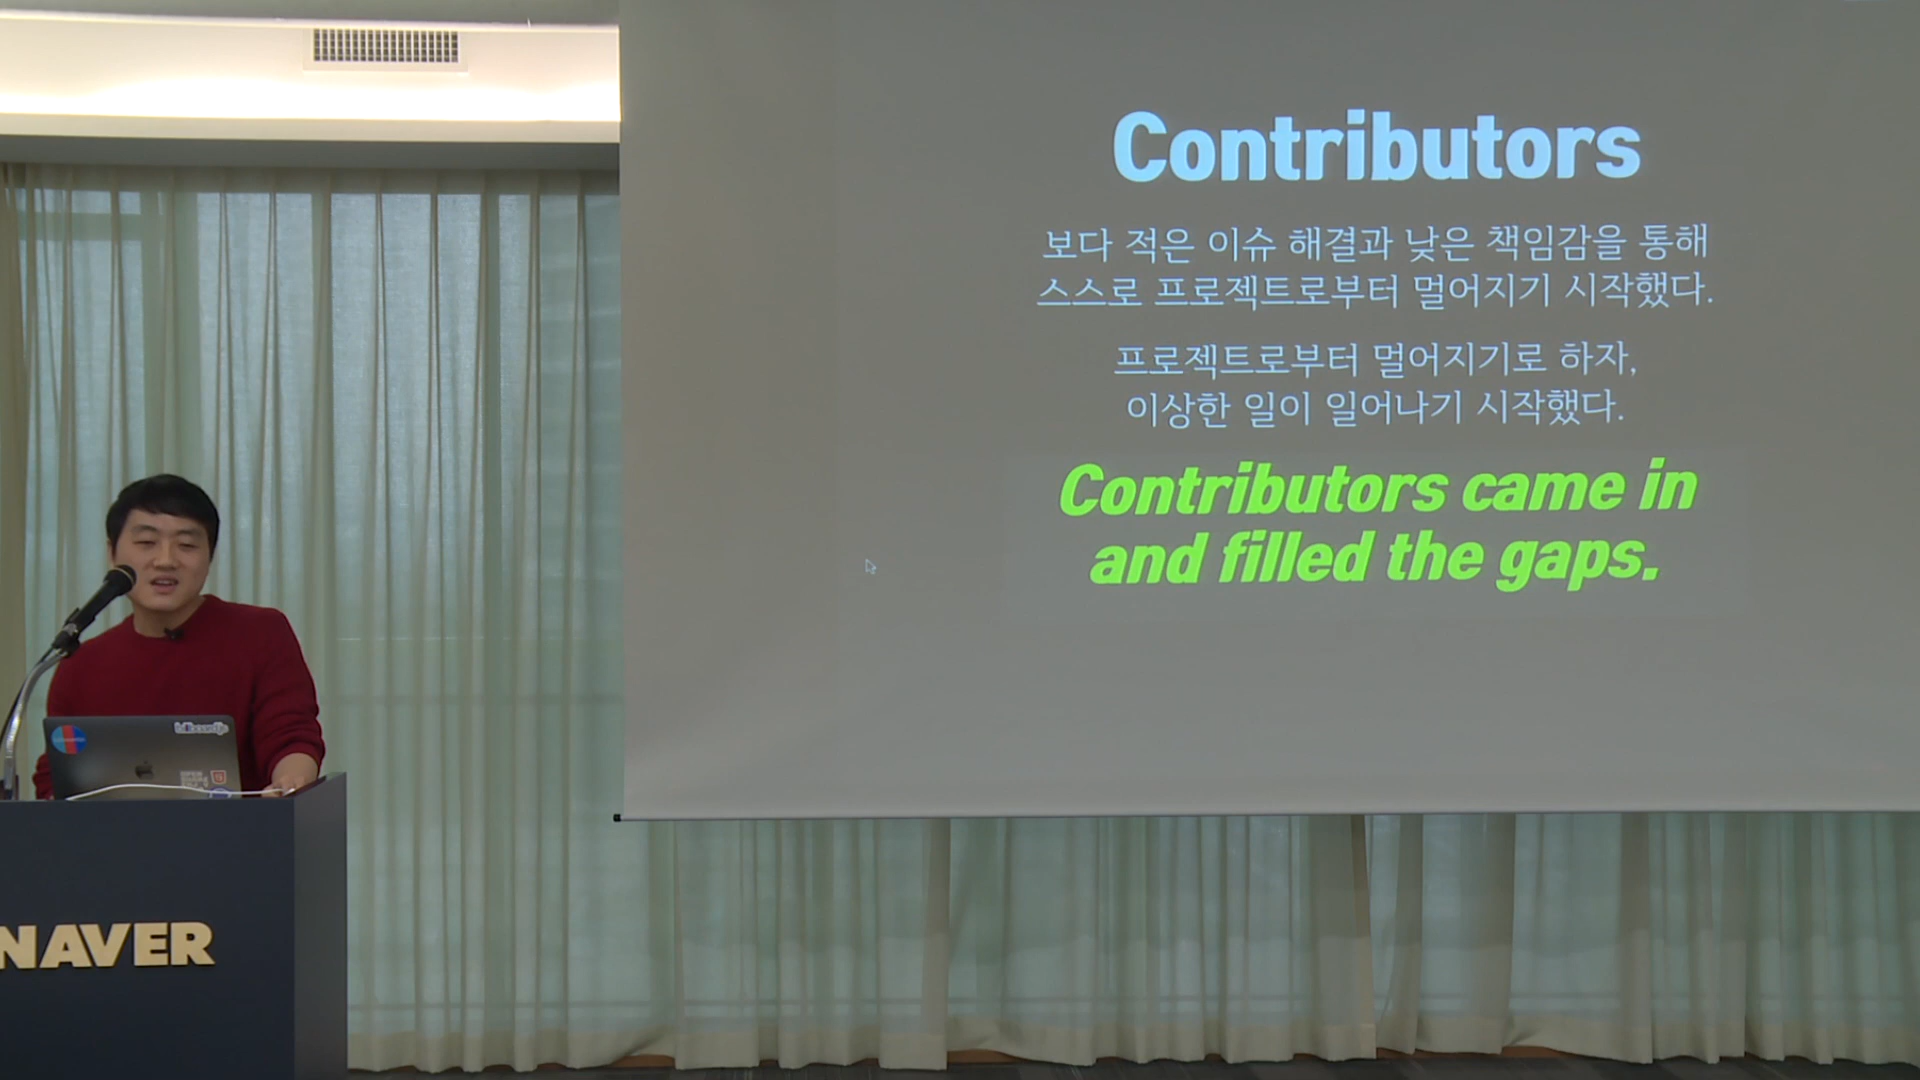 Contributors
보다 적은 이슈 해결과 낮은 책임감을 통해
스스로 프로젝트로부터 멀어지기 시작했다.
프로젝트로부터 멀어지기로 하자,
이상한 일이 일어나기 시작했다.
Contributors came in
and filled the gaps.
NAVER